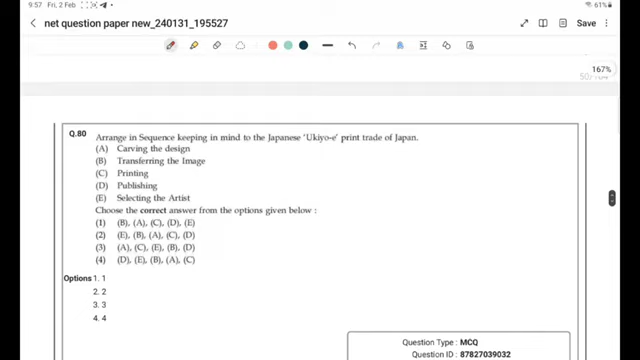 9:57 Fri, 2 Feb
61%
net question paper new_240131_195527
Save
167%
Q.80 Arrange in Sequence keeping in mind to the Japanese 'Ukiyo-e' print trade of Japan.
(A) Carving the design
(B) Transferring the Image
(C) Printing
(D) Publishing
(E) Selecting the Artist
Choose the correct answer from the options given below :
(1) (B), (A), (C), (D), (E)
(2) (E), (B), (A), (C), (D)
(3) (A), (C), (E), (B), (D)
(4) (D), (E), (B), (A), (C)
Options 1. 1
2. 2
3. 3
4. 4
Question Type : MCQ
Question ID : 87827039032